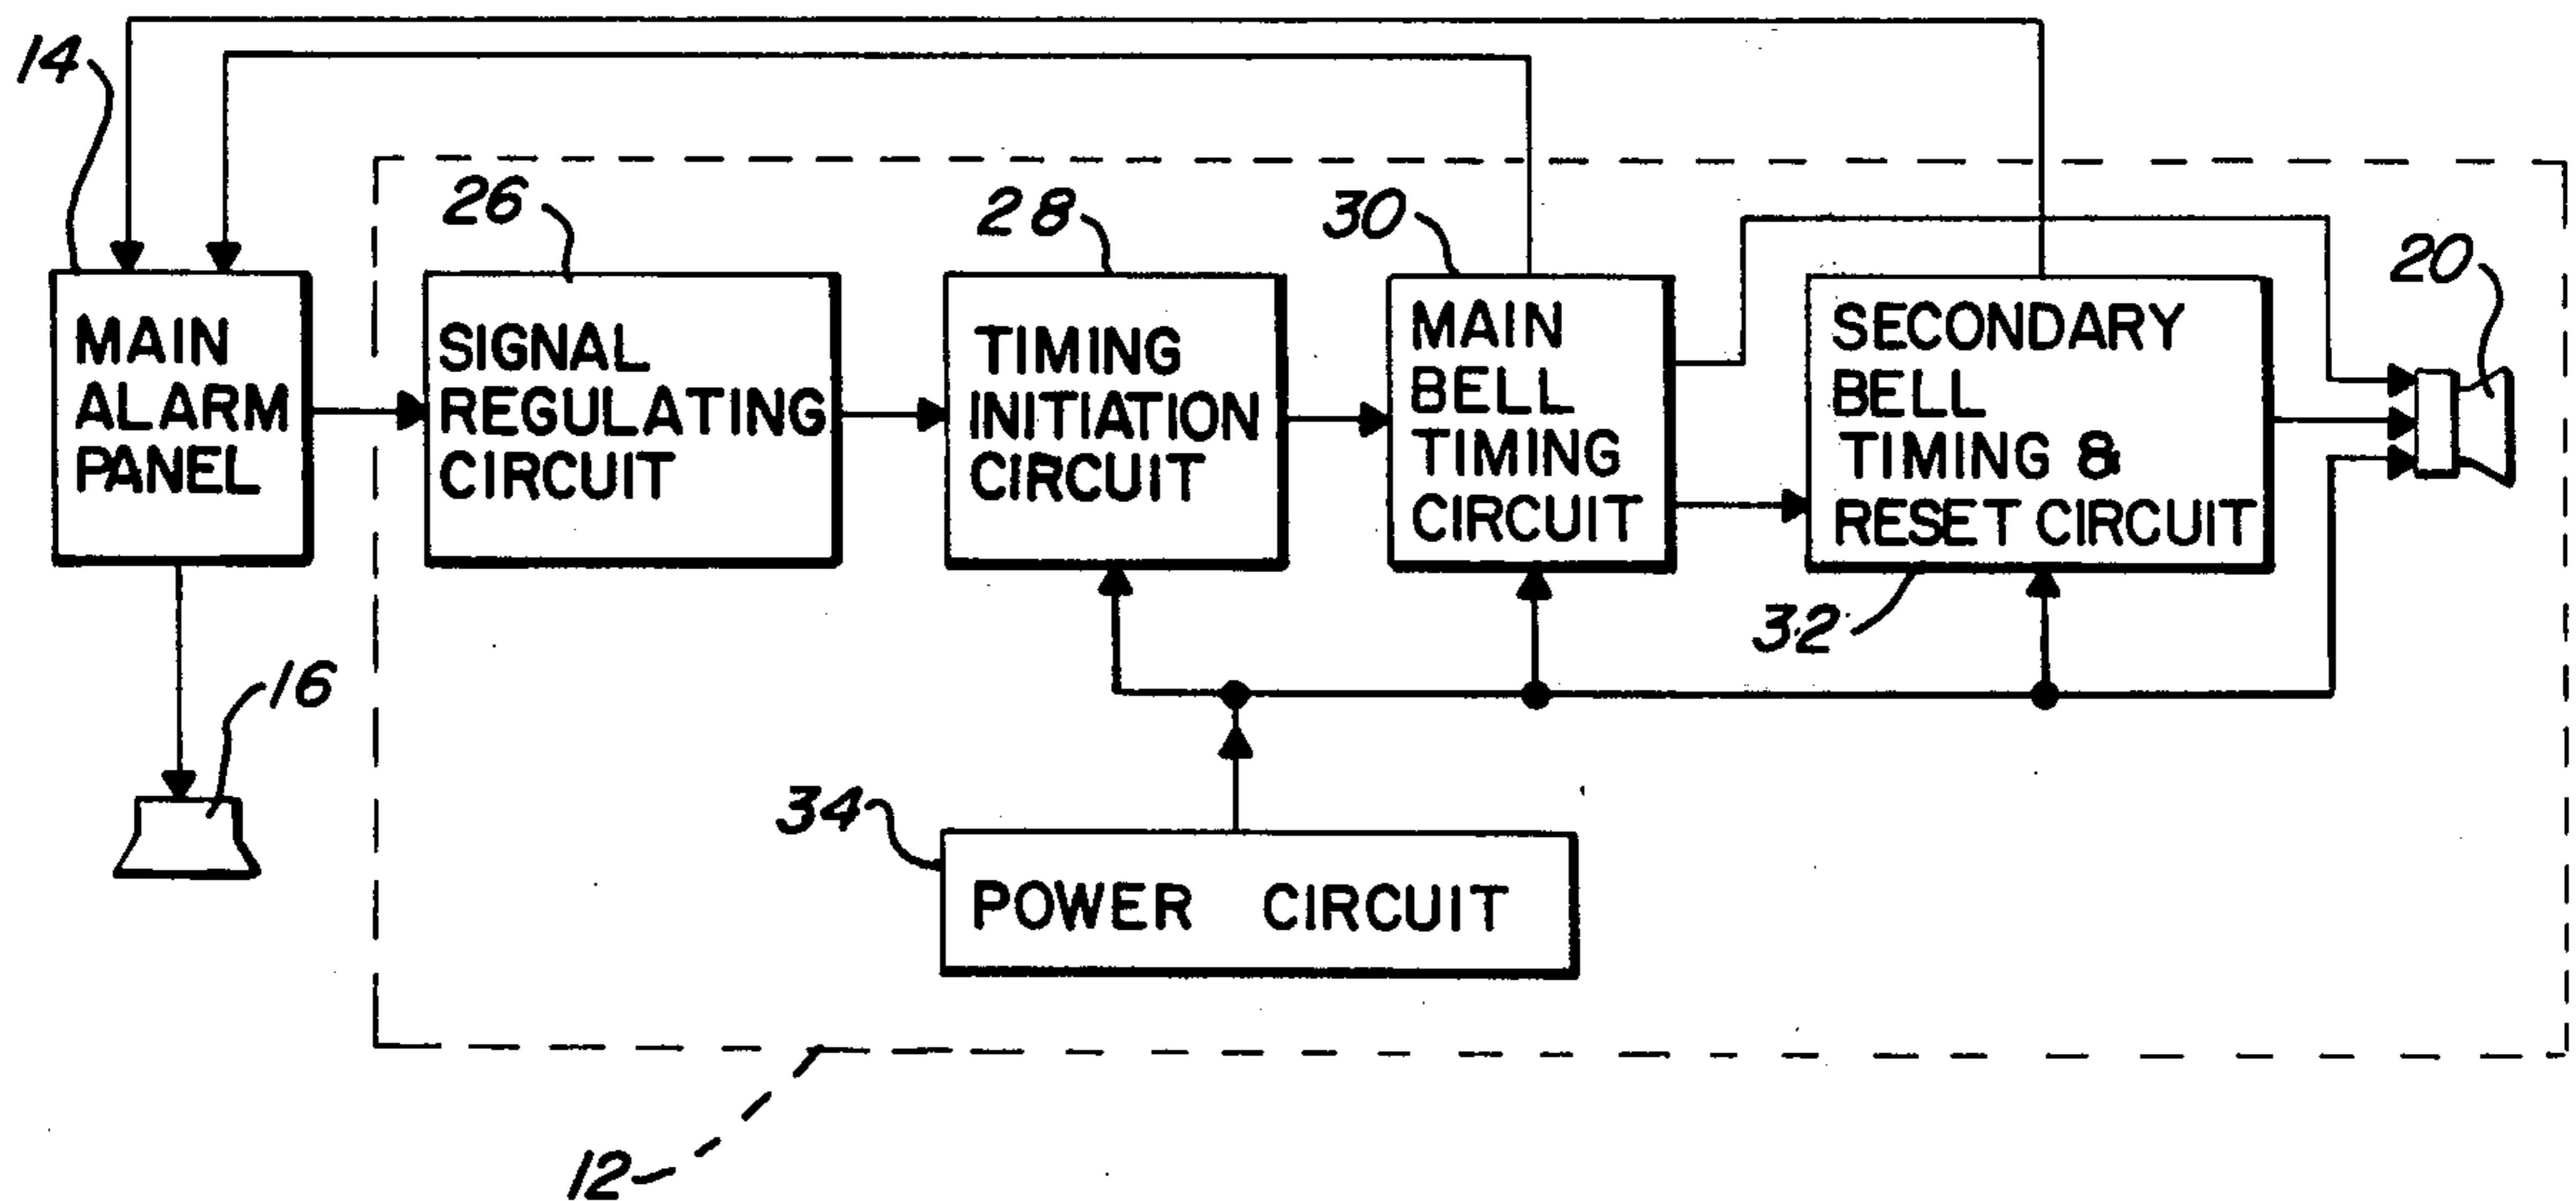 14
26
28
30
20
MAIN
ALARM
PANEL
SIGNAL
REGULATING
CIRCUIT
TIMING
INITIATION
CIRCUIT
MAIN
BELL
TIMING
CIRCUIT
SECONDARY
BELL
TIMING &
RESET CIRCUIT
32
16
34
POWER CIRCUIT
12